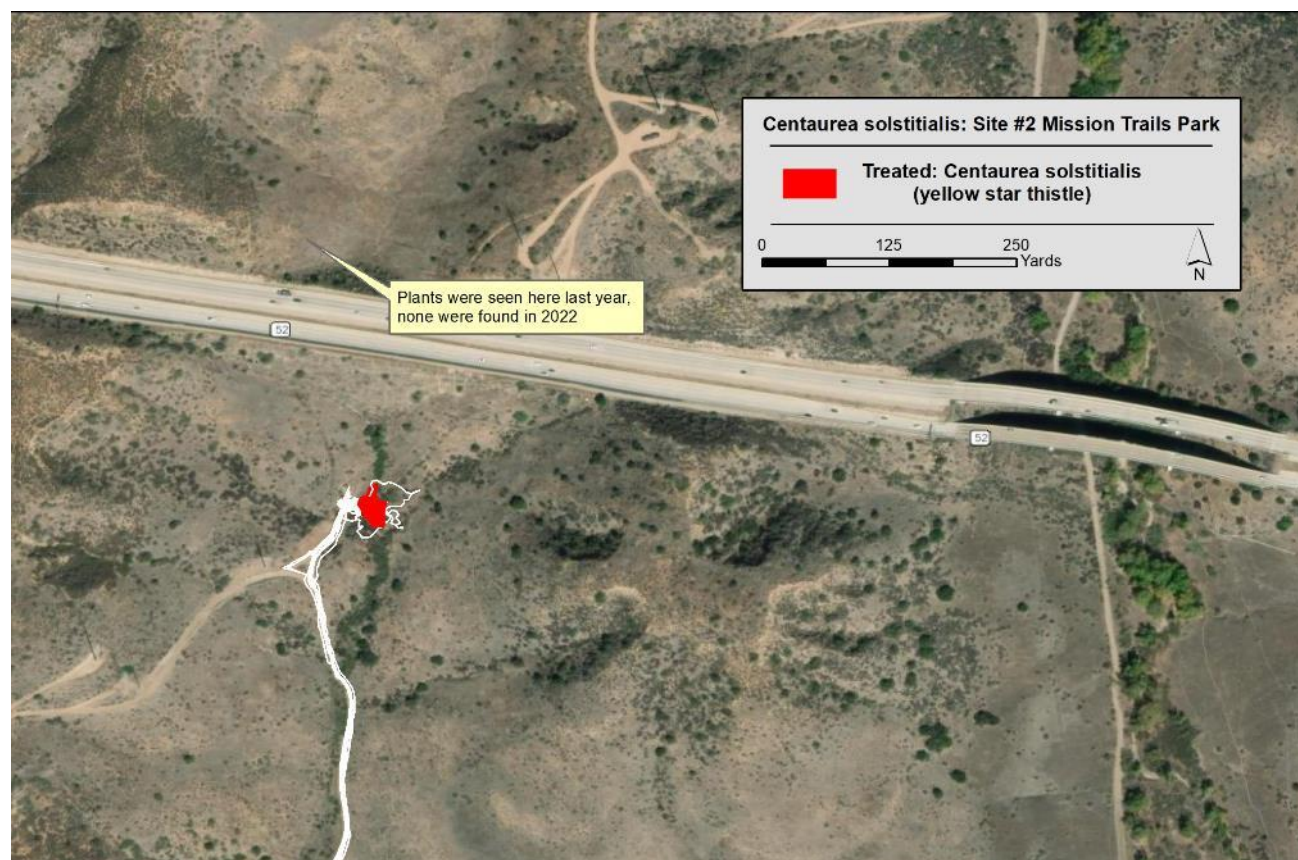 Centaurea solstitialis: Site #2 Mission Trails Park
Treated: Centaurea solstitialis
(yellow star thistle)
0 125 250
Yards
N
Plants were seen here last year,
none were found in 2022
52
52